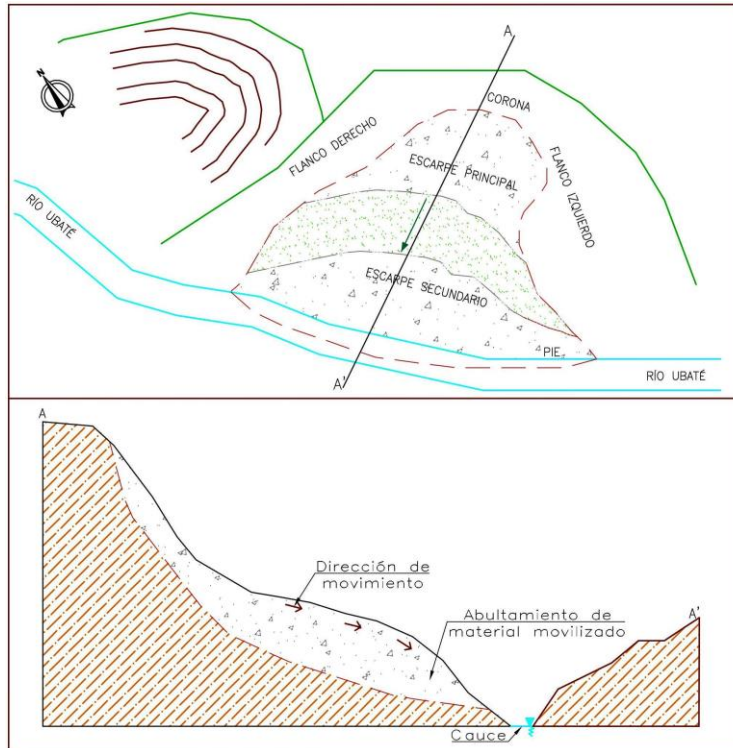 A
N
CORONA
FLANCO DERECHO
ESCARPE PRINCIPAL
FLANCO IZQUIERDO
RÍO UBATÉ
ESCARPE SECUNDARIO
PIE
RÍO UBATÉ
A'
A
Dirección de
movimiento
Abultamiento de
material movilizado
A'
Cauce